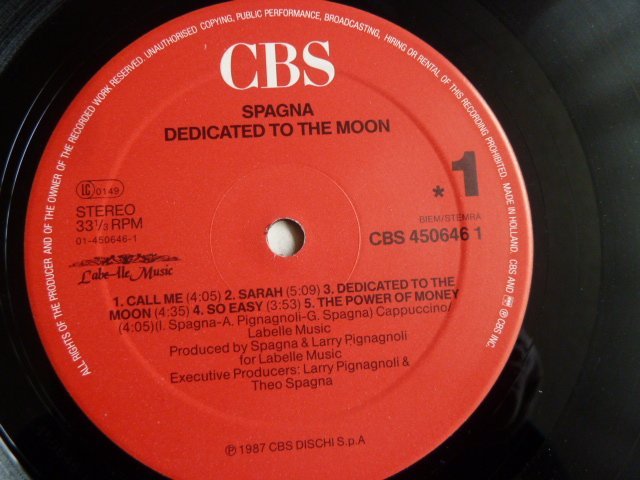 ALL RIGHTS OF THE PRODUCER AND OF THE OWNER OF THE RECORDED WORK RESERVED. UNAUTHORISED COPYING, PUBLIC PERFORMANCE, BROADCASTING, HIRING OR RENTAL OF THIS RECORDING PROHIBITED. MADE IN HOLLAND. CBS AND ℗ CBS INC.
CBS
SPAGNA
DEDICATED TO THE MOON
LC 0149
STEREO
33 1/3 RPM
01-450646-1
* 1
BIEM/STEMRA
CBS 450646 1
Labe-lle Music
1. CALL ME (4:05) 2. SARAH (5:09) 3. DEDICATED TO THE
MOON (4:35) 4. SO EASY (3:53) 5. THE POWER OF MONEY
(4:05)(I. Spagna-A. Pignagnoli-G. Spagna) Cappuccino/
Labelle Music
Produced by Spagna & Larry Pignagnoli
for Labelle Music
Executive Producers: Larry Pignagnoli &
Theo Spagna
℗ 1987 CBS DISCHI S.p.A